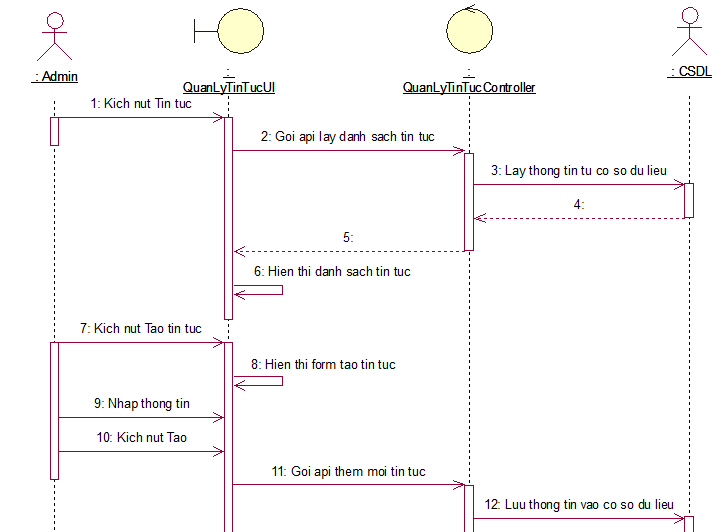 : Admin
:
QuanLyTinTucUI
:
QuanLyTinTucController
: CSDL
1: Kich nut Tin tuc
2: Goi api lay danh sach tin tuc
3: Lay thong tin tu co so du lieu
4:
5:
6: Hien thi danh sach tin tuc
7: Kich nut Tao tin tuc
8: Hien thi form tao tin tuc
9: Nhap thong tin
10: Kich nut Tao
11: Goi api them moi tin tuc
12: Luu thong tin vao co so du lieu